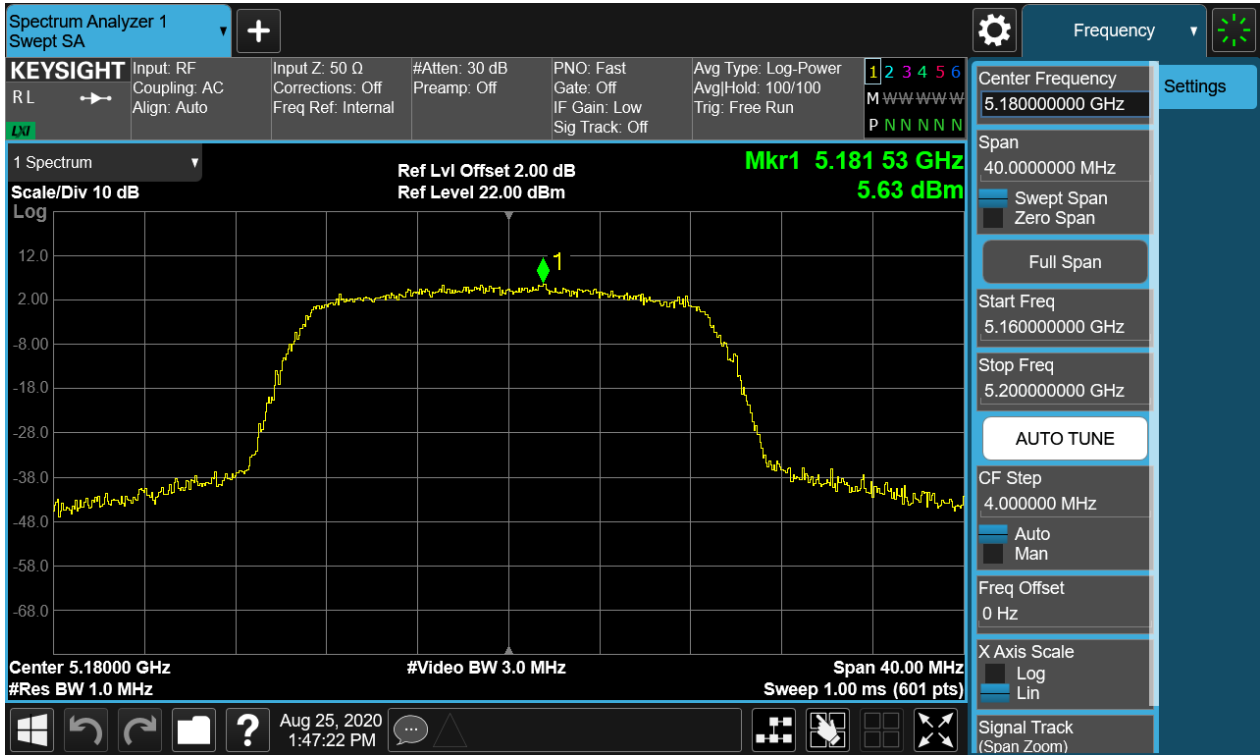 Spectrum Analyzer 1
Swept SA
Frequency
KEYSIGHT
R L
LXI
Input: RF
Coupling: AC
Align: Auto
Input Z: 50 Ω
Corrections: Off
Freq Ref: Internal
#Atten: 30 dB
Preamp: Off
PNO: Fast
Gate: Off
IF Gain: Low
Sig Track: Off
Avg Type: Log-Power
Avg|Hold: 100/100
Trig: Free Run
1 2 3 4 5 6
M W W W W W
P N N N N N
1 Spectrum
Scale/Div 10 dB
Ref Lvl Offset 2.00 dB
Ref Level 22.00 dBm
Mkr1 5.181 53 GHz
5.63 dBm
Log
1
12.0
2.00
-8.00
-18.0
-28.0
-38.0
-48.0
-58.0
-68.0
Center 5.18000 GHz
#Res BW 1.0 MHz
#Video BW 3.0 MHz
Span 40.00 MHz
Sweep 1.00 ms (601 pts)
Center Frequency
5.180000000 GHz
Span
40.0000000 MHz
Swept Span
Zero Span
Full Span
Start Freq
5.160000000 GHz
Stop Freq
5.200000000 GHz
AUTO TUNE
CF Step
4.000000 MHz
Auto
Man
Freq Offset
0 Hz
X Axis Scale
Log
Lin
Signal Track
(Span Zoom)
Settings
?
Aug 25, 2020
1:47:22 PM